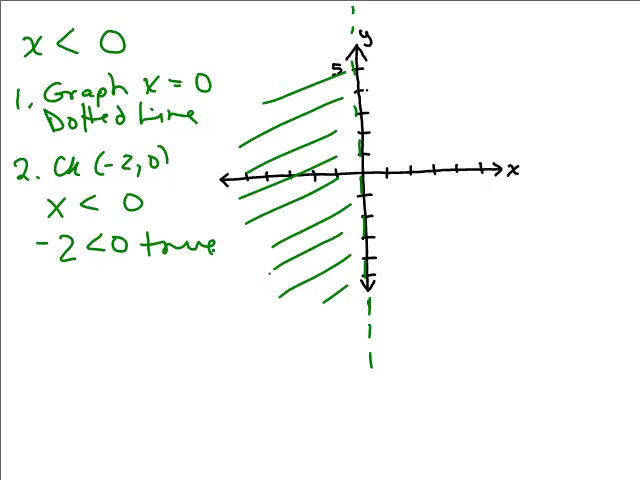 x < 0
1. Graph x = 0
Dotted Line
2. Ck (-2, 0)
x < 0
-2 < 0 true
y
5
x